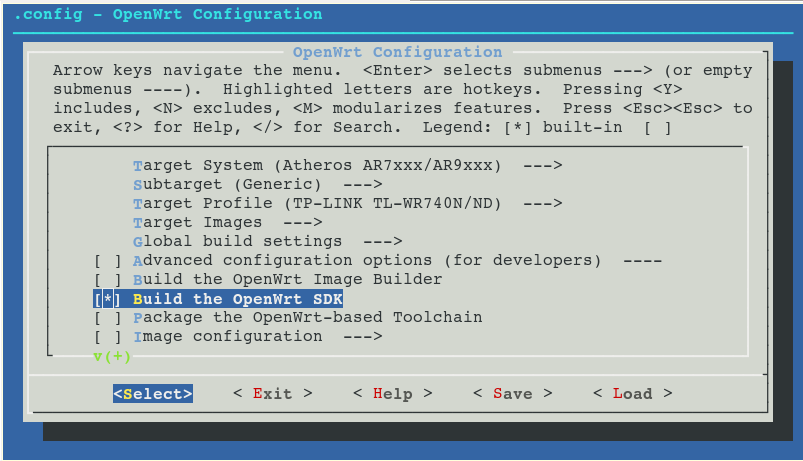 .config - OpenWrt Configuration
OpenWrt Configuration
Arrow keys navigate the menu.  <Enter> selects submenus ---> (or empty
submenus ----).  Highlighted letters are hotkeys.  Pressing <Y>
includes, <N> excludes, <M> modularizes features.  Press <Esc><Esc> to
exit, <?> for Help, </> for Search.  Legend: [*] built-in  [ ]
Target System (Atheros AR7xxx/AR9xxx)  --->
Subtarget (Generic)  --->
Target Profile (TP-LINK TL-WR740N/ND)  --->
Target Images  --->
Global build settings  --->
[ ] Advanced configuration options (for developers)  ----
[ ] Build the OpenWrt Image Builder
[*] Build the OpenWrt SDK
[ ] Package the OpenWrt-based Toolchain
[ ] Image configuration  --->
v(+)
<Select>    < Exit >    < Help >    < Save >    < Load >